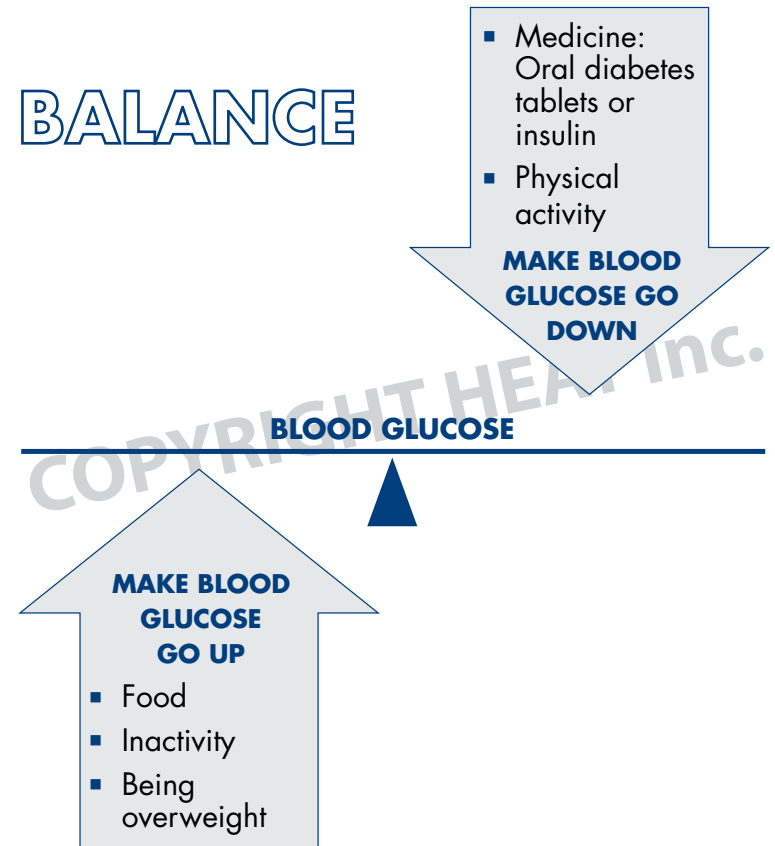 BALANCE
▪ Medicine:
Oral diabetes
tablets or
insulin
▪ Physical
activity
MAKE BLOOD
GLUCOSE GO
DOWN
COPYRIGHT HEAT Inc.
BLOOD GLUCOSE
MAKE BLOOD
GLUCOSE
GO UP
▪ Food
▪ Inactivity
▪ Being
overweight